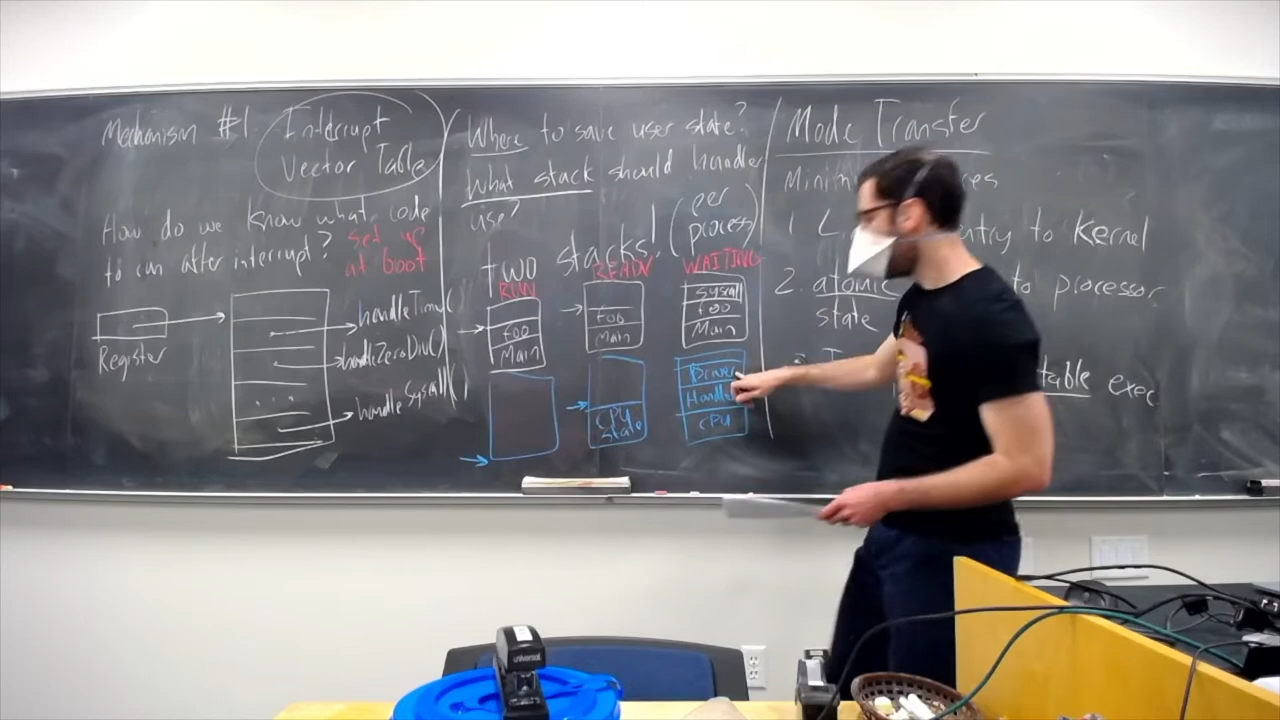 Mechanism #1 Interrupt
Vector Table
How do we know what code
to run after interrupt? set up
at boot
Register
handleTimer()
handleZeroDiv()
...
handleSyscall()
Where to save user state?
What stack should handler
use?
Two stacks! (per
process)
RUN
foo
Main
READY
foo
Main
CPU
State
WAITING
syscall
foo
Main
Driver
Handler
CPU
Mode Transfer
1. entry to kernel
2. atomic to processor
state
table exec
universal